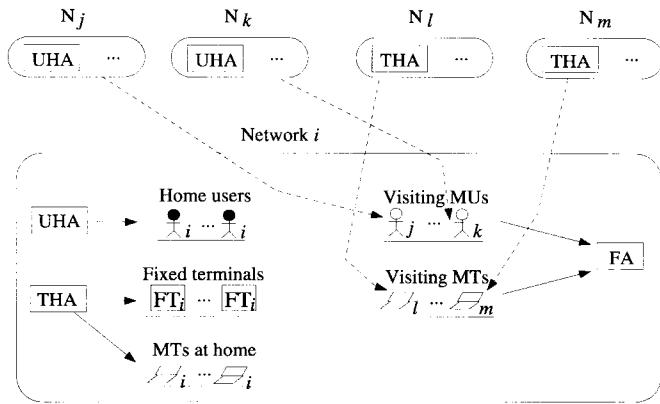 N j N k N l N m
UHA ... UHA ... THA ... THA ...
Network i
Home users Visiting MUs
UHA i ... i j ... k
FA
Fixed terminals Visiting MTs
THA FTi ... FTi l ... m
MTs at home
i ... i